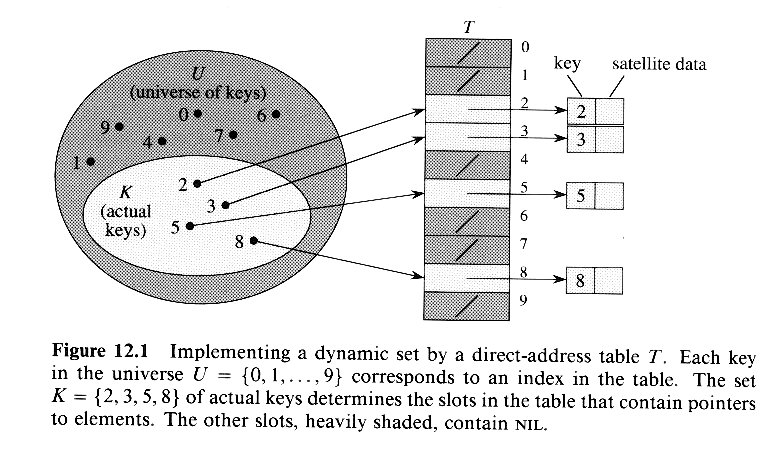 T
U
(universe of keys)
0
6
9
4
7
1
K
(actual
keys)
2
3
5
8
0
1
2
3
4
5
6
7
8
9
key
satellite data
2
3
5
8
Figure 12.1 Implementing a dynamic set by a direct-address table T. Each key
in the universe U = {0, 1, . . . , 9} corresponds to an index in the table. The set
K = {2, 3, 5, 8} of actual keys determines the slots in the table that contain pointers
to elements. The other slots, heavily shaded, contain NIL.